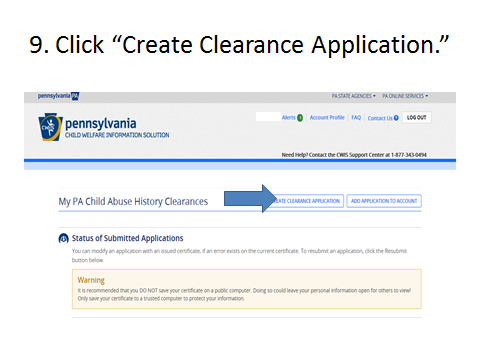 9. Click “Create Clearance Application.”
pennsylvania PA
PA STATE AGENCIES PA ONLINE SERVICES
Alerts 1 Account Profile FAQ Contact Us ? LOG OUT
CWIS
pennsylvania
CHILD WELFARE INFORMATION SOLUTION
Need Help? Contact the CWIS Support Center at 1-877-343-0494
My PA Child Abuse History Clearances EATE CLEARANCE APPLICATION ADD APPLICATION TO ACCOUNT
Status of Submitted Applications
You can modify an application with an issued certificate, if an error exists on the current certificate. To resubmit an application, click the Resubmit
button below.
Warning
It is recommended that you DO NOT save your certificate on a public computer. Doing so could leave your personal information open for others to view!
Only save your certificate to a trusted computer to protect your information.